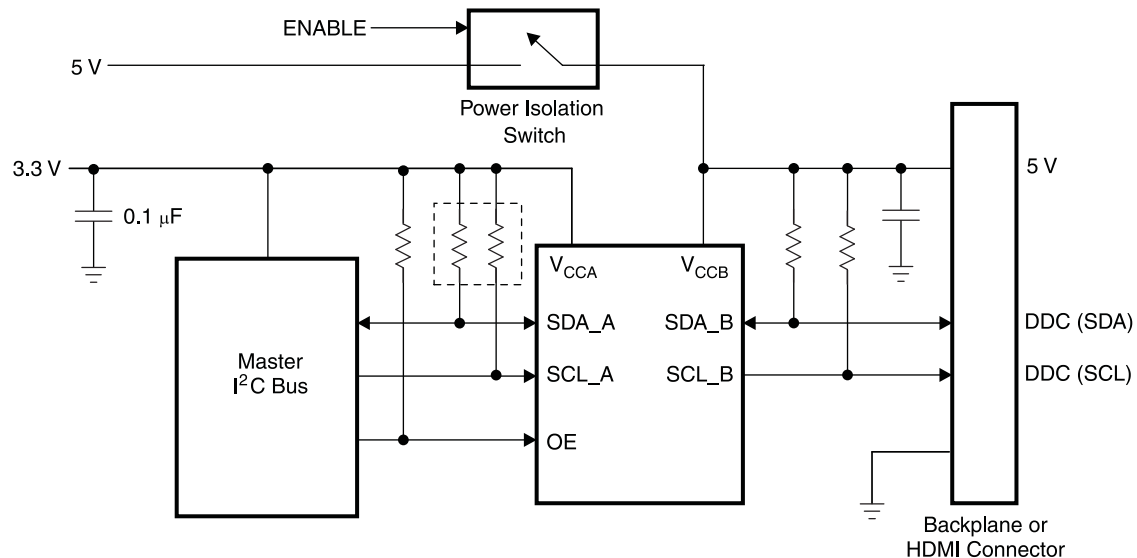 ENABLE
5 V
Power Isolation
Switch
3.3 V
5 V
0.1 μF
V_CCA
V_CCB
SDA_A
SDA_B
DDC (SDA)
Master
I²C Bus
SCL_A
SCL_B
DDC (SCL)
OE
Backplane or
HDMI Connector